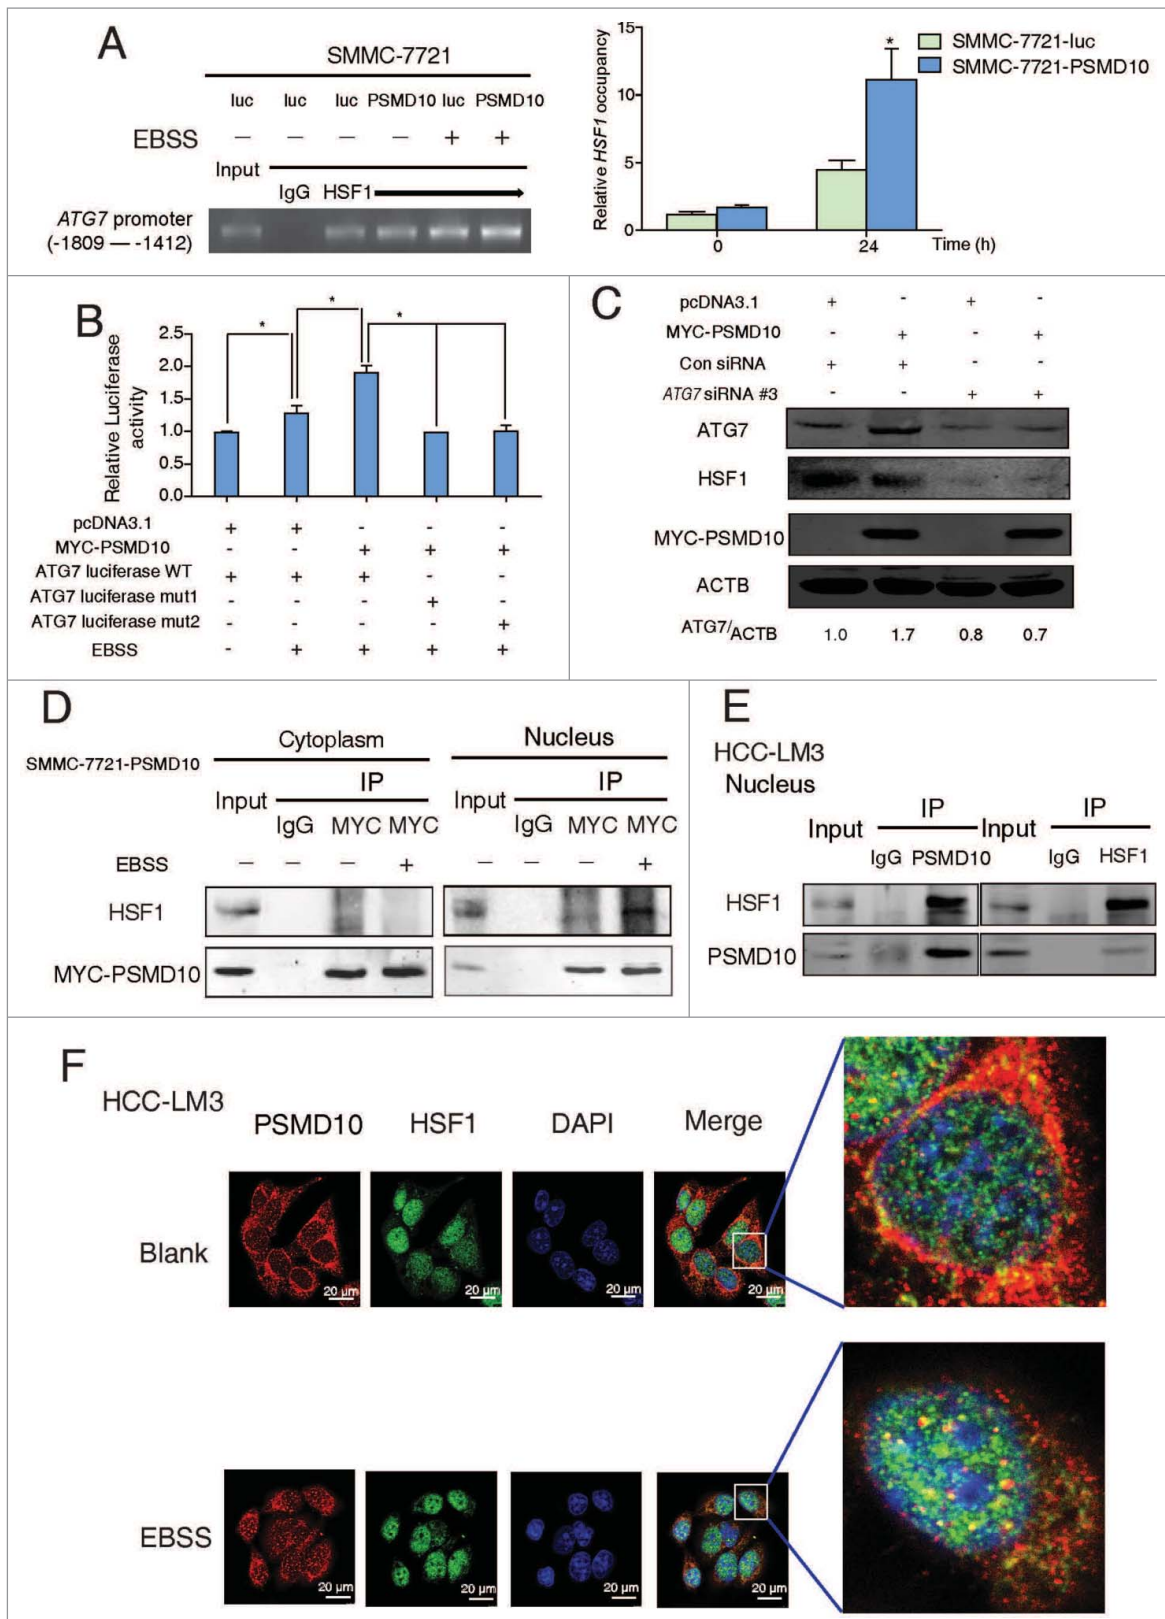 A
SMMC-7721
luc luc luc PSMD10 luc PSMD10
EBSS — — — — + +
Input
IgG HSF1
ATG7 promoter
(-1809 — -1412)
Relative HSF1 occupancy
15
10
5
0
0 24 Time (h)
SMMC-7721-luc
SMMC-7721-PSMD10
*
B
Relative Luciferase
activity
2.5
2.0
1.5
1.0
0.5
0.0
* * *
pcDNA3.1 + + - - -
MYC-PSMD10 - - + + +
ATG7 luciferase WT + + + - -
ATG7 luciferase mut1 - - - + -
ATG7 luciferase mut2 - - - - +
EBSS - + + + +
C
pcDNA3.1 + - + -
MYC-PSMD10 - + - +
Con siRNA + + - -
ATG7 siRNA #3 - - + +
ATG7
HSF1
MYC-PSMD10
ACTB
ATG7/ACTB 1.0 1.7 0.8 0.7
D
SMMC-7721-PSMD10
Cytoplasm Nucleus
Input IP Input IP
IgG MYC MYC IgG MYC MYC
EBSS — — — + — — — +
HSF1
MYC-PSMD10
E
HCC-LM3
Nucleus
Input IP Input IP
IgG PSMD10 IgG HSF1
HSF1
PSMD10
F
HCC-LM3
PSMD10 HSF1 DAPI Merge
Blank
20 µm 20 µm 20 µm 20 µm
EBSS
20 µm 20 µm 20 µm 20 µm